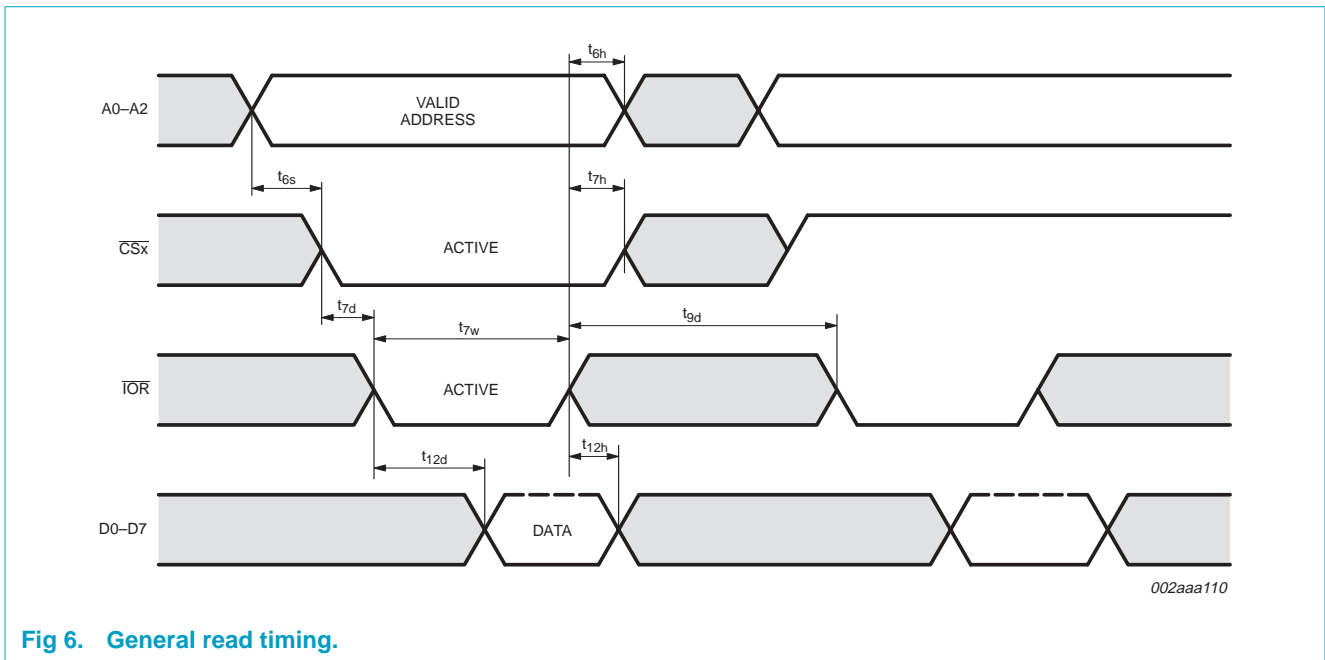 t6h
A0–A2
VALID
ADDRESS
t6s
t7h
CSx
ACTIVE
t7d
t7w
t9d
IOR
ACTIVE
t12d
t12h
D0–D7
DATA
002aaa110
Fig 6. General read timing.